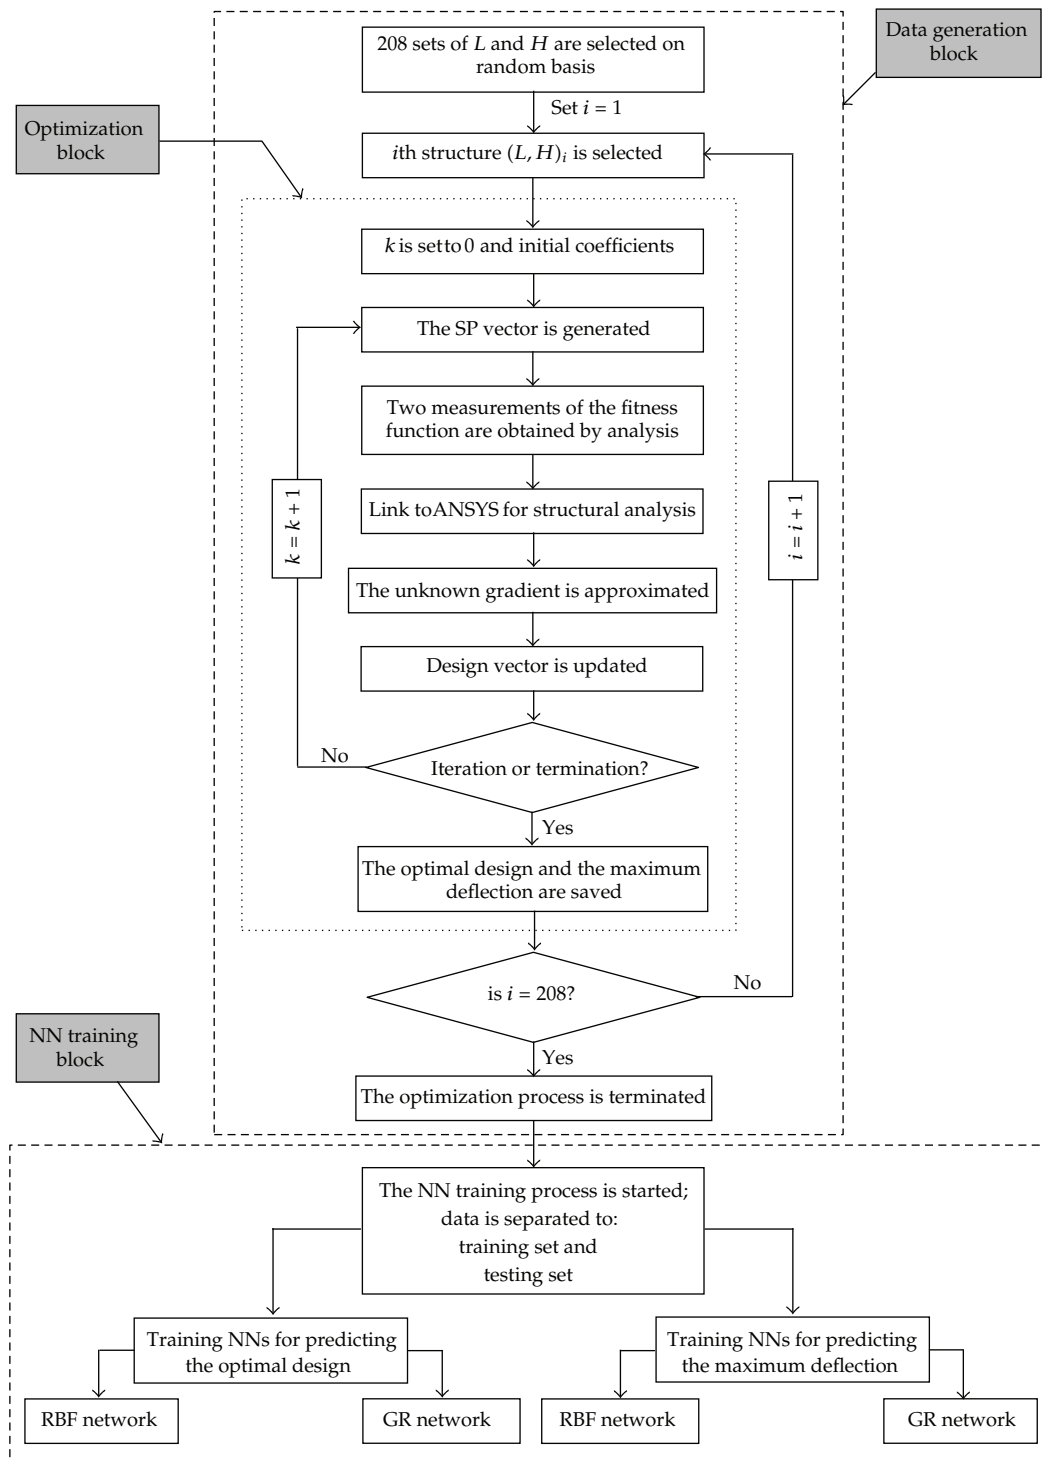 208 sets of L and H are selected on
random basis
Data generation
block
Set i = 1
Optimization
block
ith structure (L, H)i is selected
k is set to 0 and initial coefficients
The SP vector is generated
Two measurements of the fitness
function are obtained by analysis
k = k + 1
i = i + 1
Link toANSYS for structural analysis
The unknown gradient is approximated
Design vector is updated
No
Iteration or termination?
Yes
The optimal design and the maximum
deflection are saved
is i = 208?
No
NN training
block
Yes
The optimization process is terminated
The NN training process is started;
data is separated to:
training set and
testing set
Training NNs for predicting
the optimal design
Training NNs for predicting
the maximum deflection
RBF network
GR network
RBF network
GR network